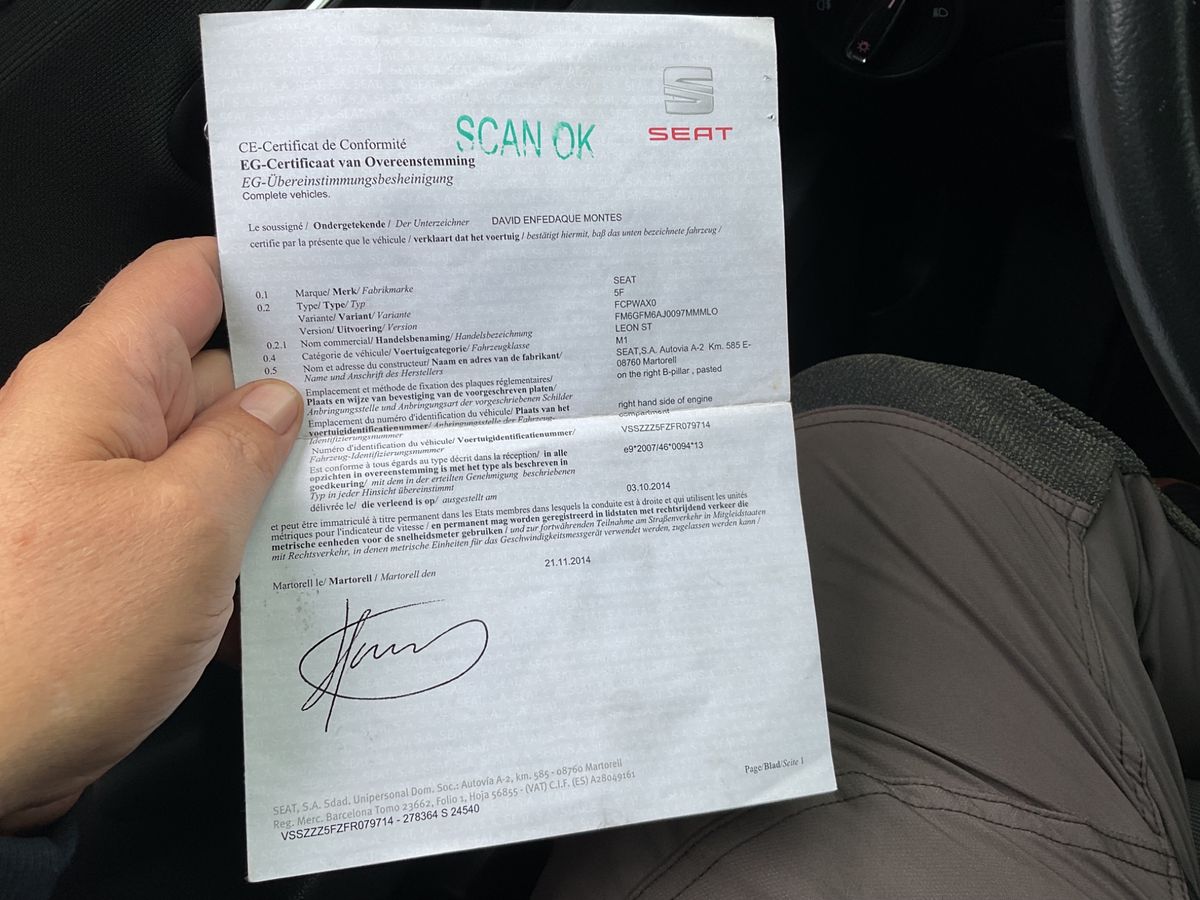 SEAT
SCAN OK
CE-Certificat de Conformité
EG-Certificaat van Overeenstemming
EG-Übereinstimmungsbesheinigung
Complete vehicles.
Le soussigné / Ondergetekende / Der Unterzeichner DAVID ENFEDAQUE MONTES
certifie par la présente que le véhicule / verklaart dat het voertuig / bestätigt hiermit, baß das unten bezeichnete fahrzeug /
0.1 Marque/ Merk/ Fabrikmarke SEAT
0.2 Type/ Type/ Typ 5F
Variante/ Variant/ Variante FCPWAX0
Version/ Uitvoering/ Version FM6GFM6AJ0097MMMLO
0.2.1 Nom commercial/ Handelsbenaming/ Handelsbezeichnung LEON ST
0.4 Catégorie de véhicule/ Voertuigcategorie/ Fahrzeugklasse M1
0.5 Nom et adresse du constructeur/ Naam en adres van de fabrikant/ SEAT,S.A. Autovia A-2 Km. 585 E-
Name und Anschrift des Herstellers 08760 Martorell
Emplacement et méthode de fixation des plaques réglementaires/ on the right B-pillar , pasted
Plaats en wijze van bevestiging van de voorgeschreven platen/
Anbringungsstelle und Anbringungsart der vorgeschriebenen Schilder
Emplacement du numéro d'identification du véhicule/ Plaats van het right hand side of engine
voertuigidentificatienummer/ Anbringungsstelle der Fahrzeug- compartment
Identifizierungsnummer
Numéro d'identification du véhicule/ Voertuigidentificatienummer/ VSSZZZ5FZFR079714
Fahrzeug-Identifizierungsnummer
Est conforme à tous égards au type décrit dans la réception/ in alle e9*2007/46*0094*13
opzichten in overeenstemming is met het type als beschreven in
goedkeuring/ mit dem in der erteilten Genehmigung beschriebenen
Typ in jeder Hinsicht übereinstimmt
délivrée le/ die verleend is op/ ausgestellt am 03.10.2014
et peut être immatriculé à titre permanent dans les Etats membres dans lesquels la conduite est à droite et qui utilisent les unités
métriques pour l'indicateur de vitesse / en permanent mag worden geregistreerd in lidstaten met rechtsrijdend verkeer die
metrische eenheden voor de snelheidsmeter gebruiken / und zur fortwährenden Teilnahme am Straßenverkehr in Mitgleidstaaten
mit Rechtsverkehr, in denen metrische Einheiten für das Geschwindigkeitsmessgerät verwendet werden, zugelassen werden kann /
Martorell le/ Martorell / Martorell den 21.11.2014
SEAT, S.A. Sdad. Unipersonal Dom. Soc.: Autovía A-2, km. 585 - 08760 Martorell
Reg. Merc. Barcelona Tomo 23662, Folio 1, Hoja 56855 - (VAT) C.I.F. (ES) A28049161
VSSZZZ5FZFR079714 - 278364 S 24540
Page/Blad/Seite 1